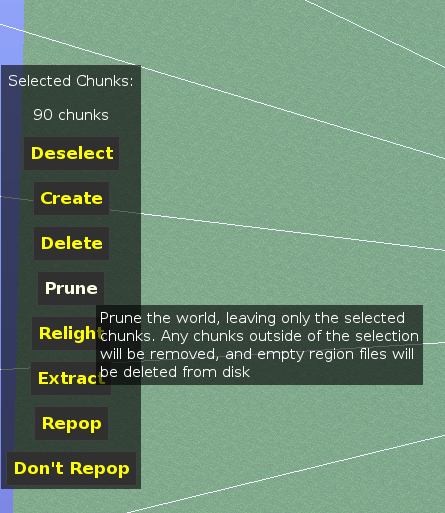 Selected Chunks:
90 chunks
Deselect
Create
Delete
Prune
Prune the world, leaving only the selected
chunks. Any chunks outside of the selection
will be removed, and empty region files will
be deleted from disk
Relight
Extract
Repop
Don't Repop